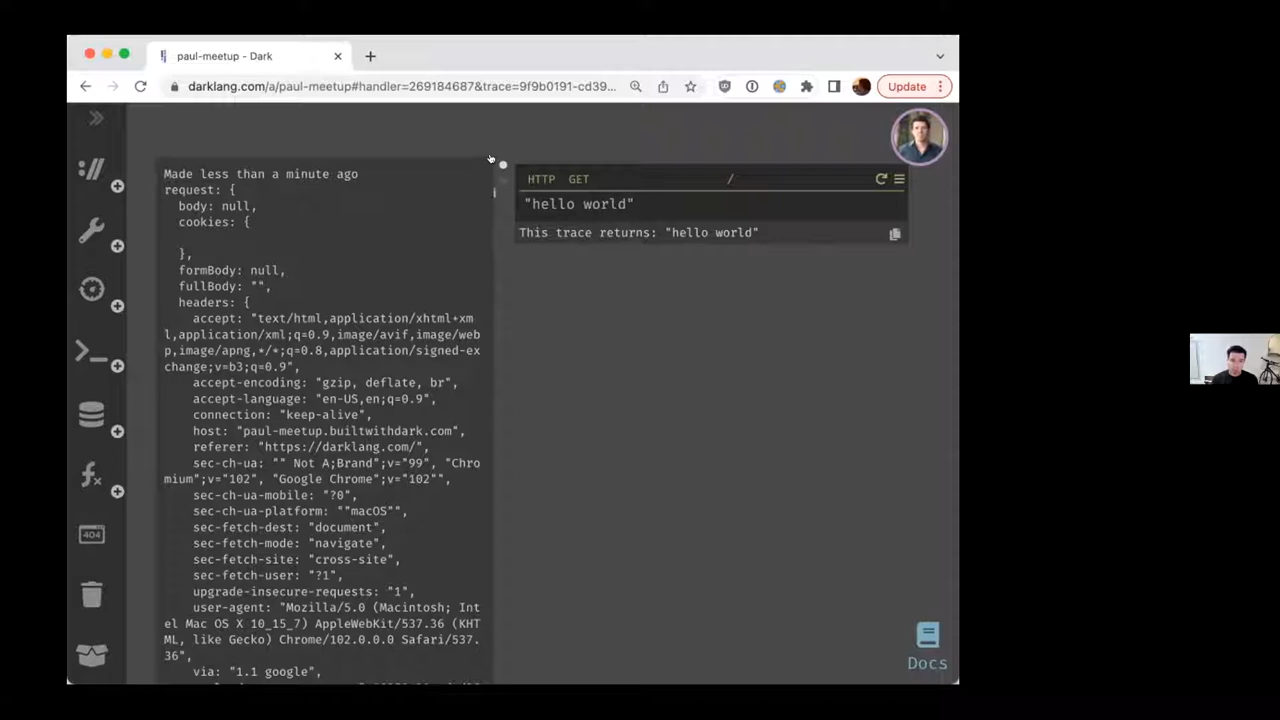 paul-meetup - Dark
darklang.com/a/paul-meetup#handler=269184687&trace=9f9b0191-cd39...
Update
Made less than a minute ago
request: {
body: null,
cookies: {
},
formBody: null,
fullBody: "",
headers: {
accept: "text/html,application/xhtml+xm
l,application/xml;q=0.9,image/avif,image/web
p,image/apng,*/*;q=0.8,application/signed-ex
change;v=b3;q=0.9",
accept-encoding: "gzip, deflate, br",
accept-language: "en-US,en;q=0.9",
connection: "keep-alive",
host: "paul-meetup.builtwithdark.com",
referer: "https://darklang.com/",
sec-ch-ua: "" Not A;Brand";v="99", "Chro
mium";v="102", "Google Chrome";v="102"",
sec-ch-ua-mobile: "?0",
sec-ch-ua-platform: ""macOS"",
sec-fetch-dest: "document",
sec-fetch-mode: "navigate",
sec-fetch-site: "cross-site",
sec-fetch-user: "?1",
upgrade-insecure-requests: "1",
user-agent: "Mozilla/5.0 (Macintosh; Int
el Mac OS X 10_15_7) AppleWebKit/537.36 (KHT
ML, like Gecko) Chrome/102.0.0.0 Safari/537.
36",
via: "1.1 google",
HTTP GET /
"hello world"
This trace returns: "hello world"
404
Docs